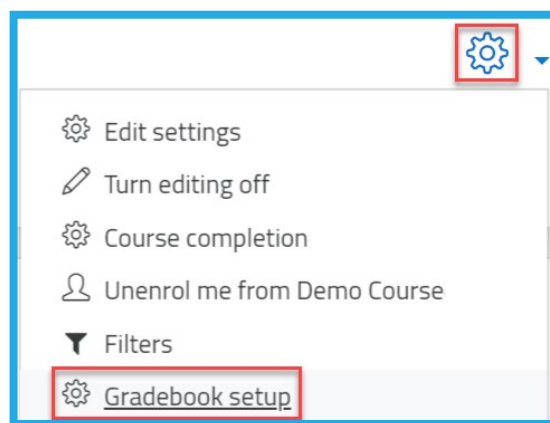 Edit settings
Turn editing off
Course completion
Unenrol me from Demo Course
Filters
Gradebook setup